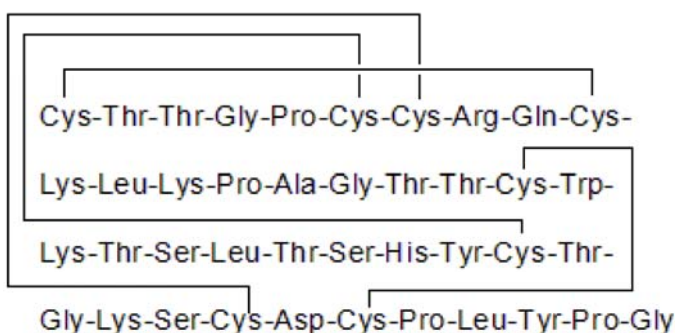 Cys-Thr-Thr-Gly-Pro-Cys-Cys-Arg-Gln-Cys-
Lys-Leu-Lys-Pro-Ala-Gly-Thr-Thr-Cys-Trp-
Lys-Thr-Ser-Leu-Thr-Ser-His-Tyr-Cys-Thr-
Gly-Lys-Ser-Cys-Asp-Cys-Pro-Leu-Tyr-Pro-Gly